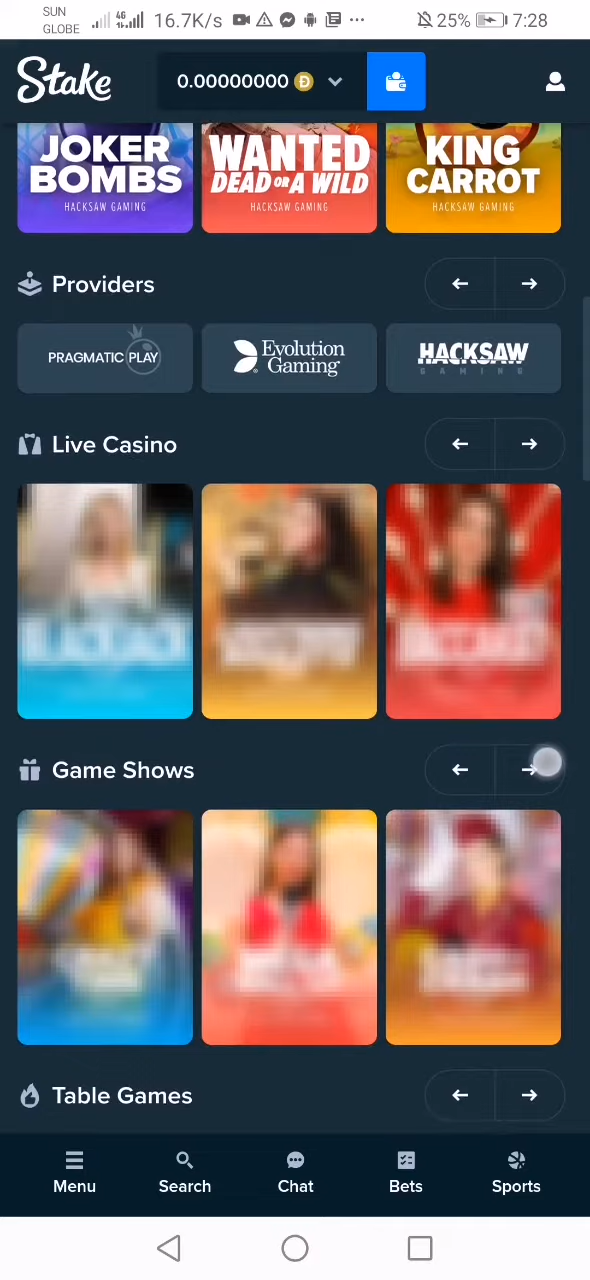 SUN
GLOBE
4G
16.7K/s
25%
7:28
Stake
0.00000000
JOKER
BOMBS
HACKSAW GAMING
WANTED
DEAD OR A WILD
HACKSAW GAMING
KING
CARROT
HACKSAW GAMING
Providers
PRAGMATIC PLAY
Evolution
Gaming
HACKSAW
GAMING
Live Casino
BLACKJACK
Game Shows
Table Games
Menu
Search
Chat
Bets
Sports